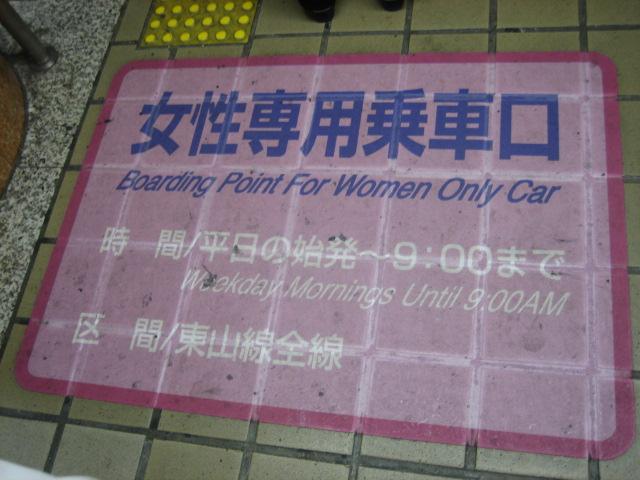 女性専用乗車口
Boarding Point For Women Only Car
時　間/平日の始発～9：00まで
Weekday Mornings Until 9:00AM
区　間/東山線全線